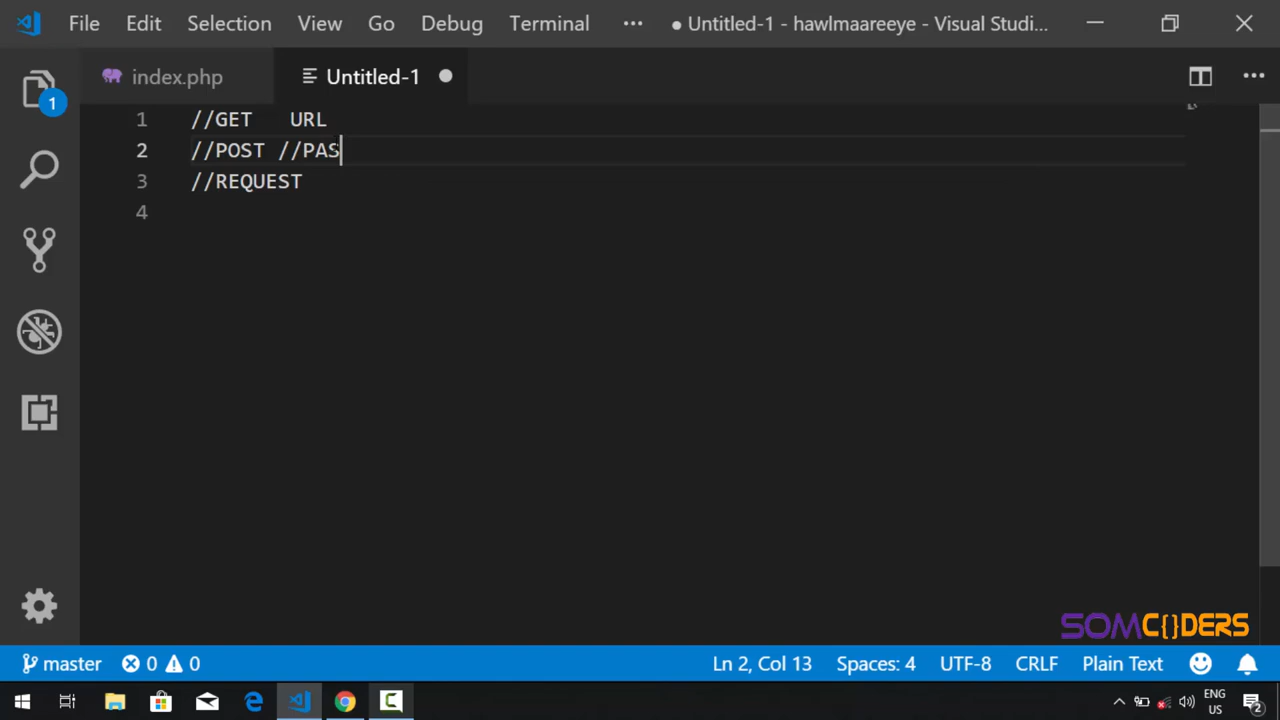 File Edit Selection View Go Debug Terminal ··· ● Untitled-1 - hawlmaareeye - Visual Studi...
1
index.php
Untitled-1
1 //GET URL
2 //POST //PAS
3 //REQUEST
4
SOMC{}DERS
master 0 0 Ln 2, Col 13 Spaces: 4 UTF-8 CRLF Plain Text
ENG
US
2